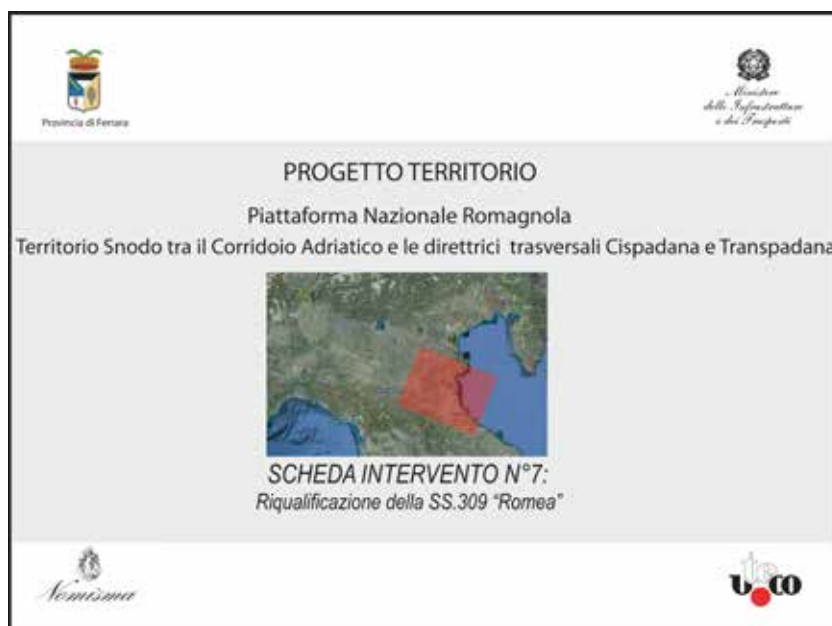 Provincia di Ferrara
Ministero
delle Infrastrutture
e dei Trasporti
PROGETTO TERRITORIO
Piattaforma Nazionale Romagnola
Territorio Snodo tra il Corridoio Adriatico e le direttrici trasversali Cispadana e Transpadana
SCHEDA INTERVENTO N°7:
Riqualificazione della SS.309 "Romea"
Nomisma